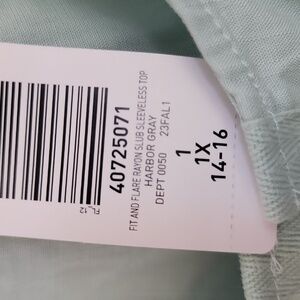 40725071
FIT AND FLARE RAYON SLUB SLEEVELESS TOP
HARBOR GRAY
DEPT 0050 23FAL1
1
1X
14-16